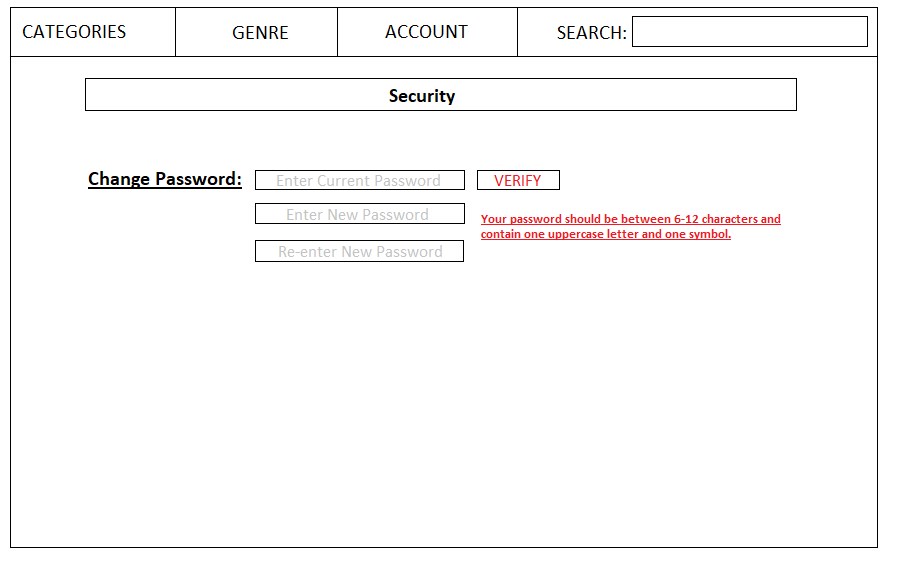 CATEGORIES
GENRE
ACCOUNT
SEARCH:
Security
Change Password:
Enter Current Password
VERIFY
Enter New Password
Your password should be between 6-12 characters and
contain one uppercase letter and one symbol.
Re-enter New Password